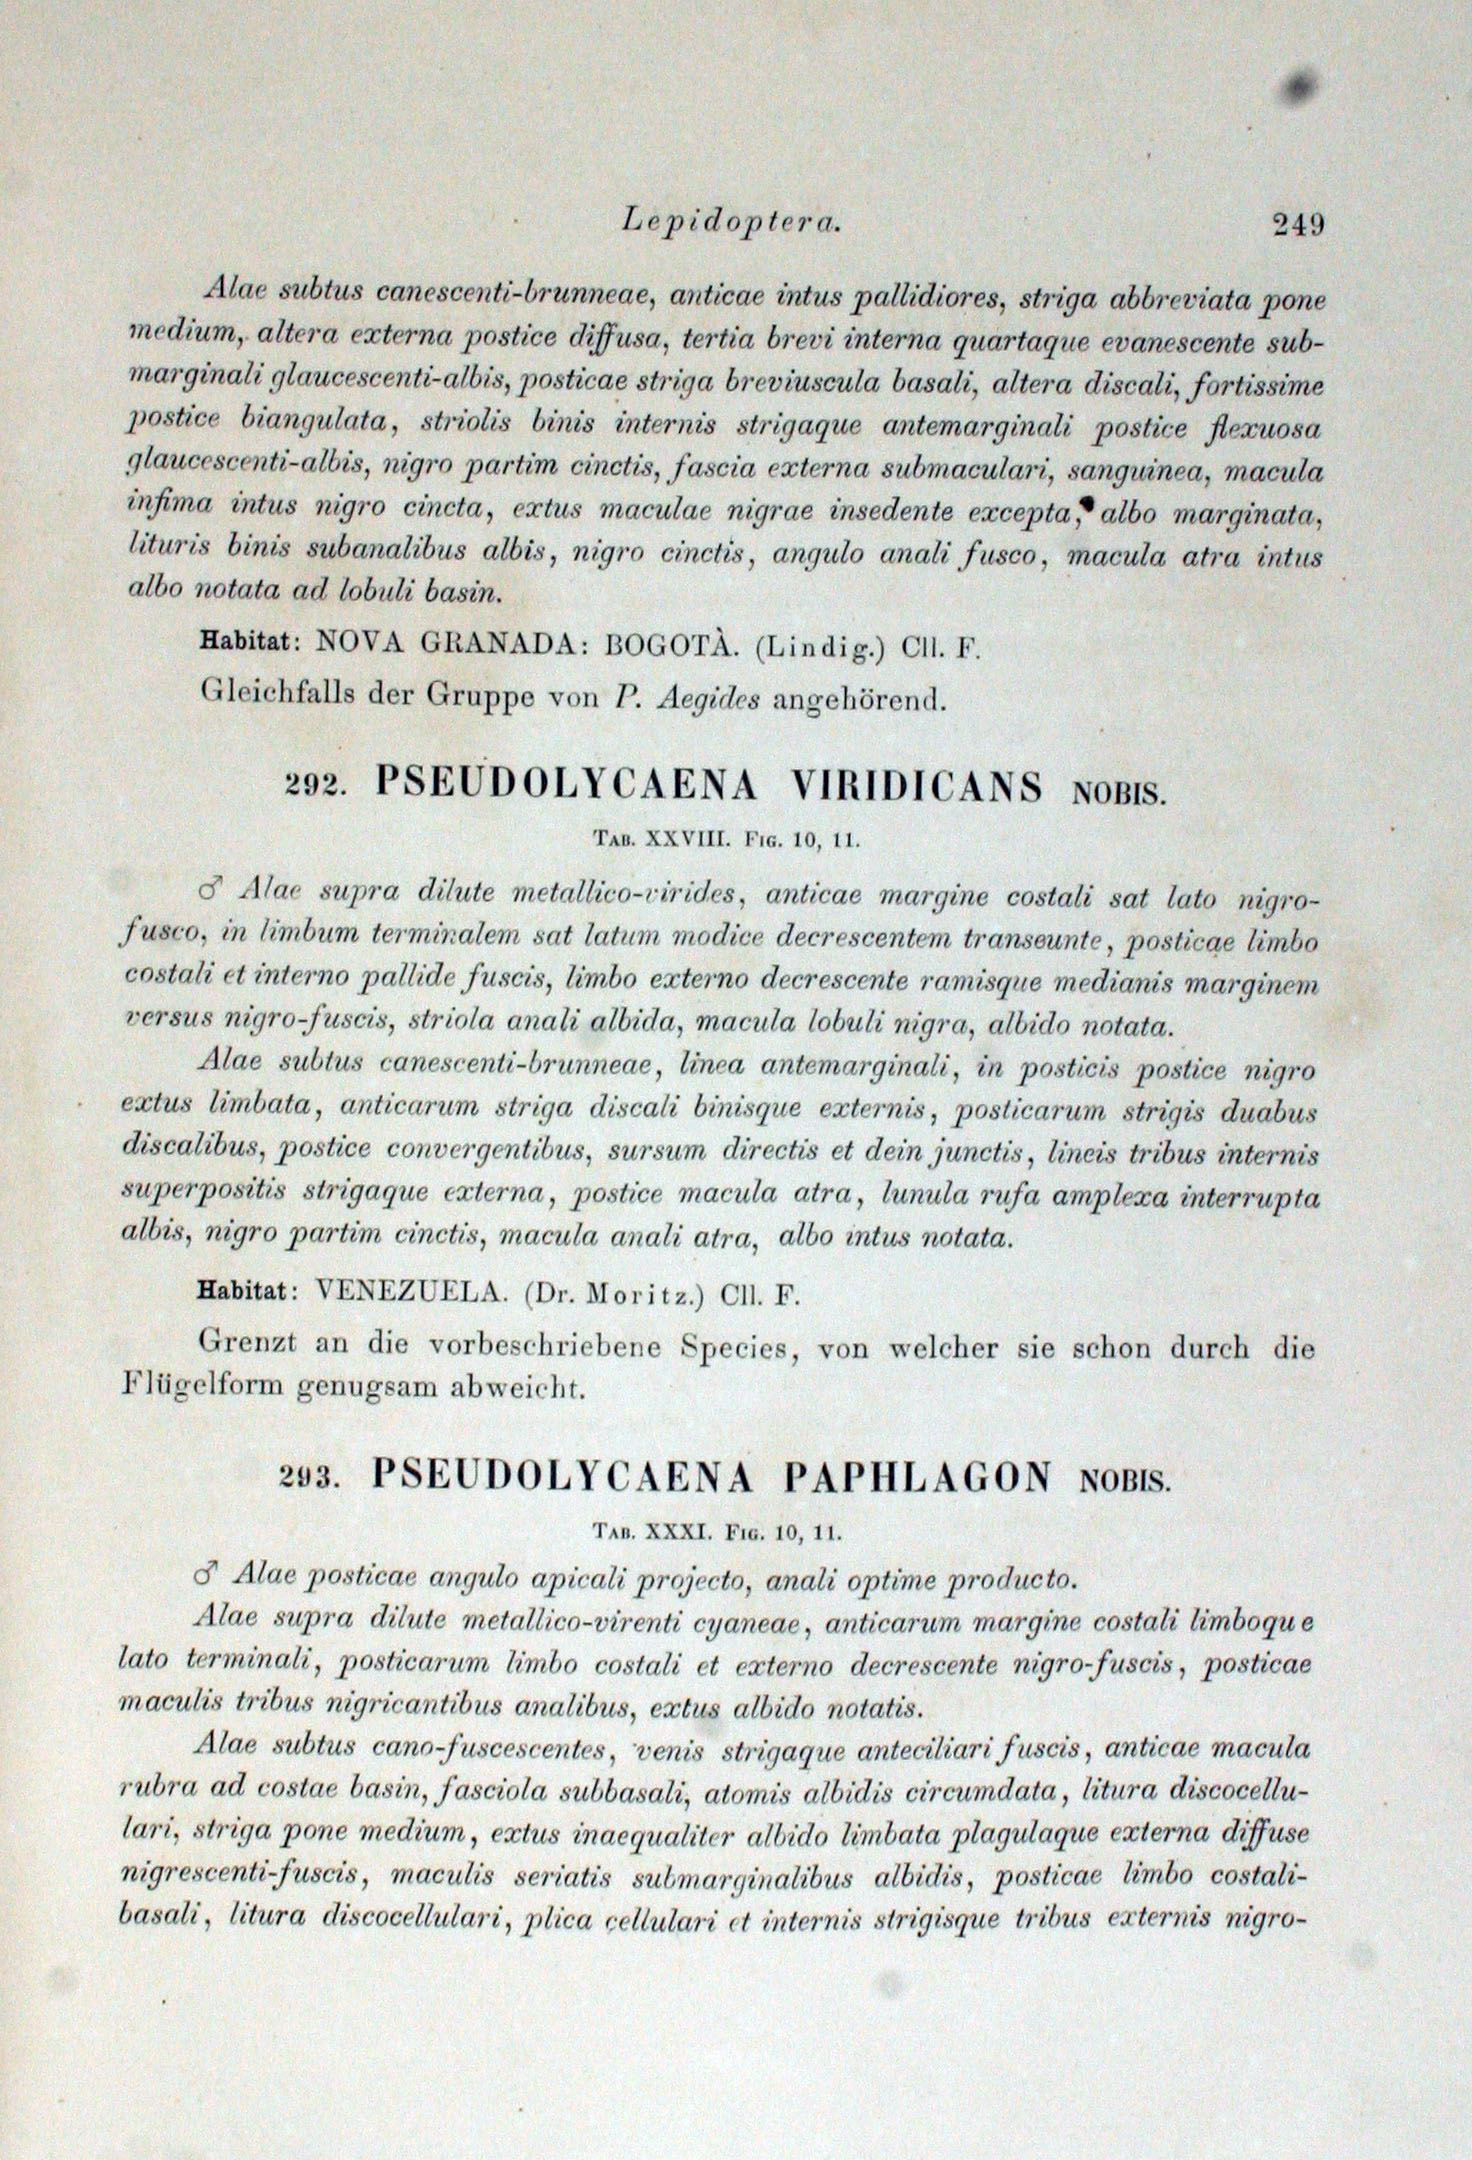 Lepidoptera. 249
Alae subtus canescenti-brunneae, anticae intus pallidiores, striga abbreviata pone
medium, altera externa postice diffusa, tertia brevi interna quartaque evanescente sub-
marginali glaucescenti-albis, posticae striga breviuscula basali, altera discali, fortissime
postice biangulata, striolis binis internis strigaque antemarginali postice flexuosa
glaucescenti-albis, nigro partim cinctis, fascia externa submaculari, sanguinea, macula
infima intus nigro cincta, extus maculae nigrae insedente excepta, albo marginata,
lituris binis subanalibus albis, nigro cinctis, angulo anali fusco, macula atra intus
albo notata ad lobuli basin.
Habitat: NOVA GRANADA: BOGOTÀ. (Lindig.) Cll. F.
Gleichfalls der Gruppe von P. Aegides angehörend.
292. PSEUDOLYCAENA VIRIDICANS NOBIS.
TAB. XXVIII. FIG. 10, 11.
♂ Alae supra dilute metallico-virides, anticae margine costali sat lato nigro-
fusco, in limbum terminalem sat latum modice decrescentem transeunte, posticae limbo
costali et interno pallide fuscis, limbo externo decrescente ramisque medianis marginem
versus nigro-fuscis, striola anali albida, macula lobuli nigra, albido notata.
Alae subtus canescenti-brunneae, linea antemarginali, in posticis postice nigro
extus limbata, anticarum striga discali binisque externis, posticarum strigis duabus
discalibus, postice convergentibus, sursum directis et dein junctis, lineis tribus internis
superpositis strigaque externa, postice macula atra, lunula rufa amplexa interrupta
albis, nigro partim cinctis, macula anali atra, albo intus notata.
Habitat: VENEZUELA. (Dr. Moritz.) Cll. F.
Grenzt an die vorbeschriebene Species, von welcher sie schon durch die
Flügelform genugsam abweicht.
293. PSEUDOLYCAENA PAPHLAGON NOBIS.
TAB. XXXI. FIG. 10, 11.
♂ Alae posticae angulo apicali projecto, anali optime producto.
Alae supra dilute metallico-virenti cyaneae, anticarum margine costali limboque
lato terminali, posticarum limbo costali et externo decrescente nigro-fuscis, posticae
maculis tribus nigricantibus analibus, extus albido notatis.
Alae subtus cano-fuscescentes, venis strigaque anteciliari fuscis, anticae macula
rubra ad costae basin, fasciola subbasali, atomis albidis circumdata, litura discocellu-
lari, striga pone medium, extus inaequaliter albido limbata plagulaque externa diffuse
nigrescenti-fuscis, maculis seriatis submarginalibus albidis, posticae limbo costali-
basali, litura discocellulari, plica cellulari et internis strigisque tribus externis nigro-